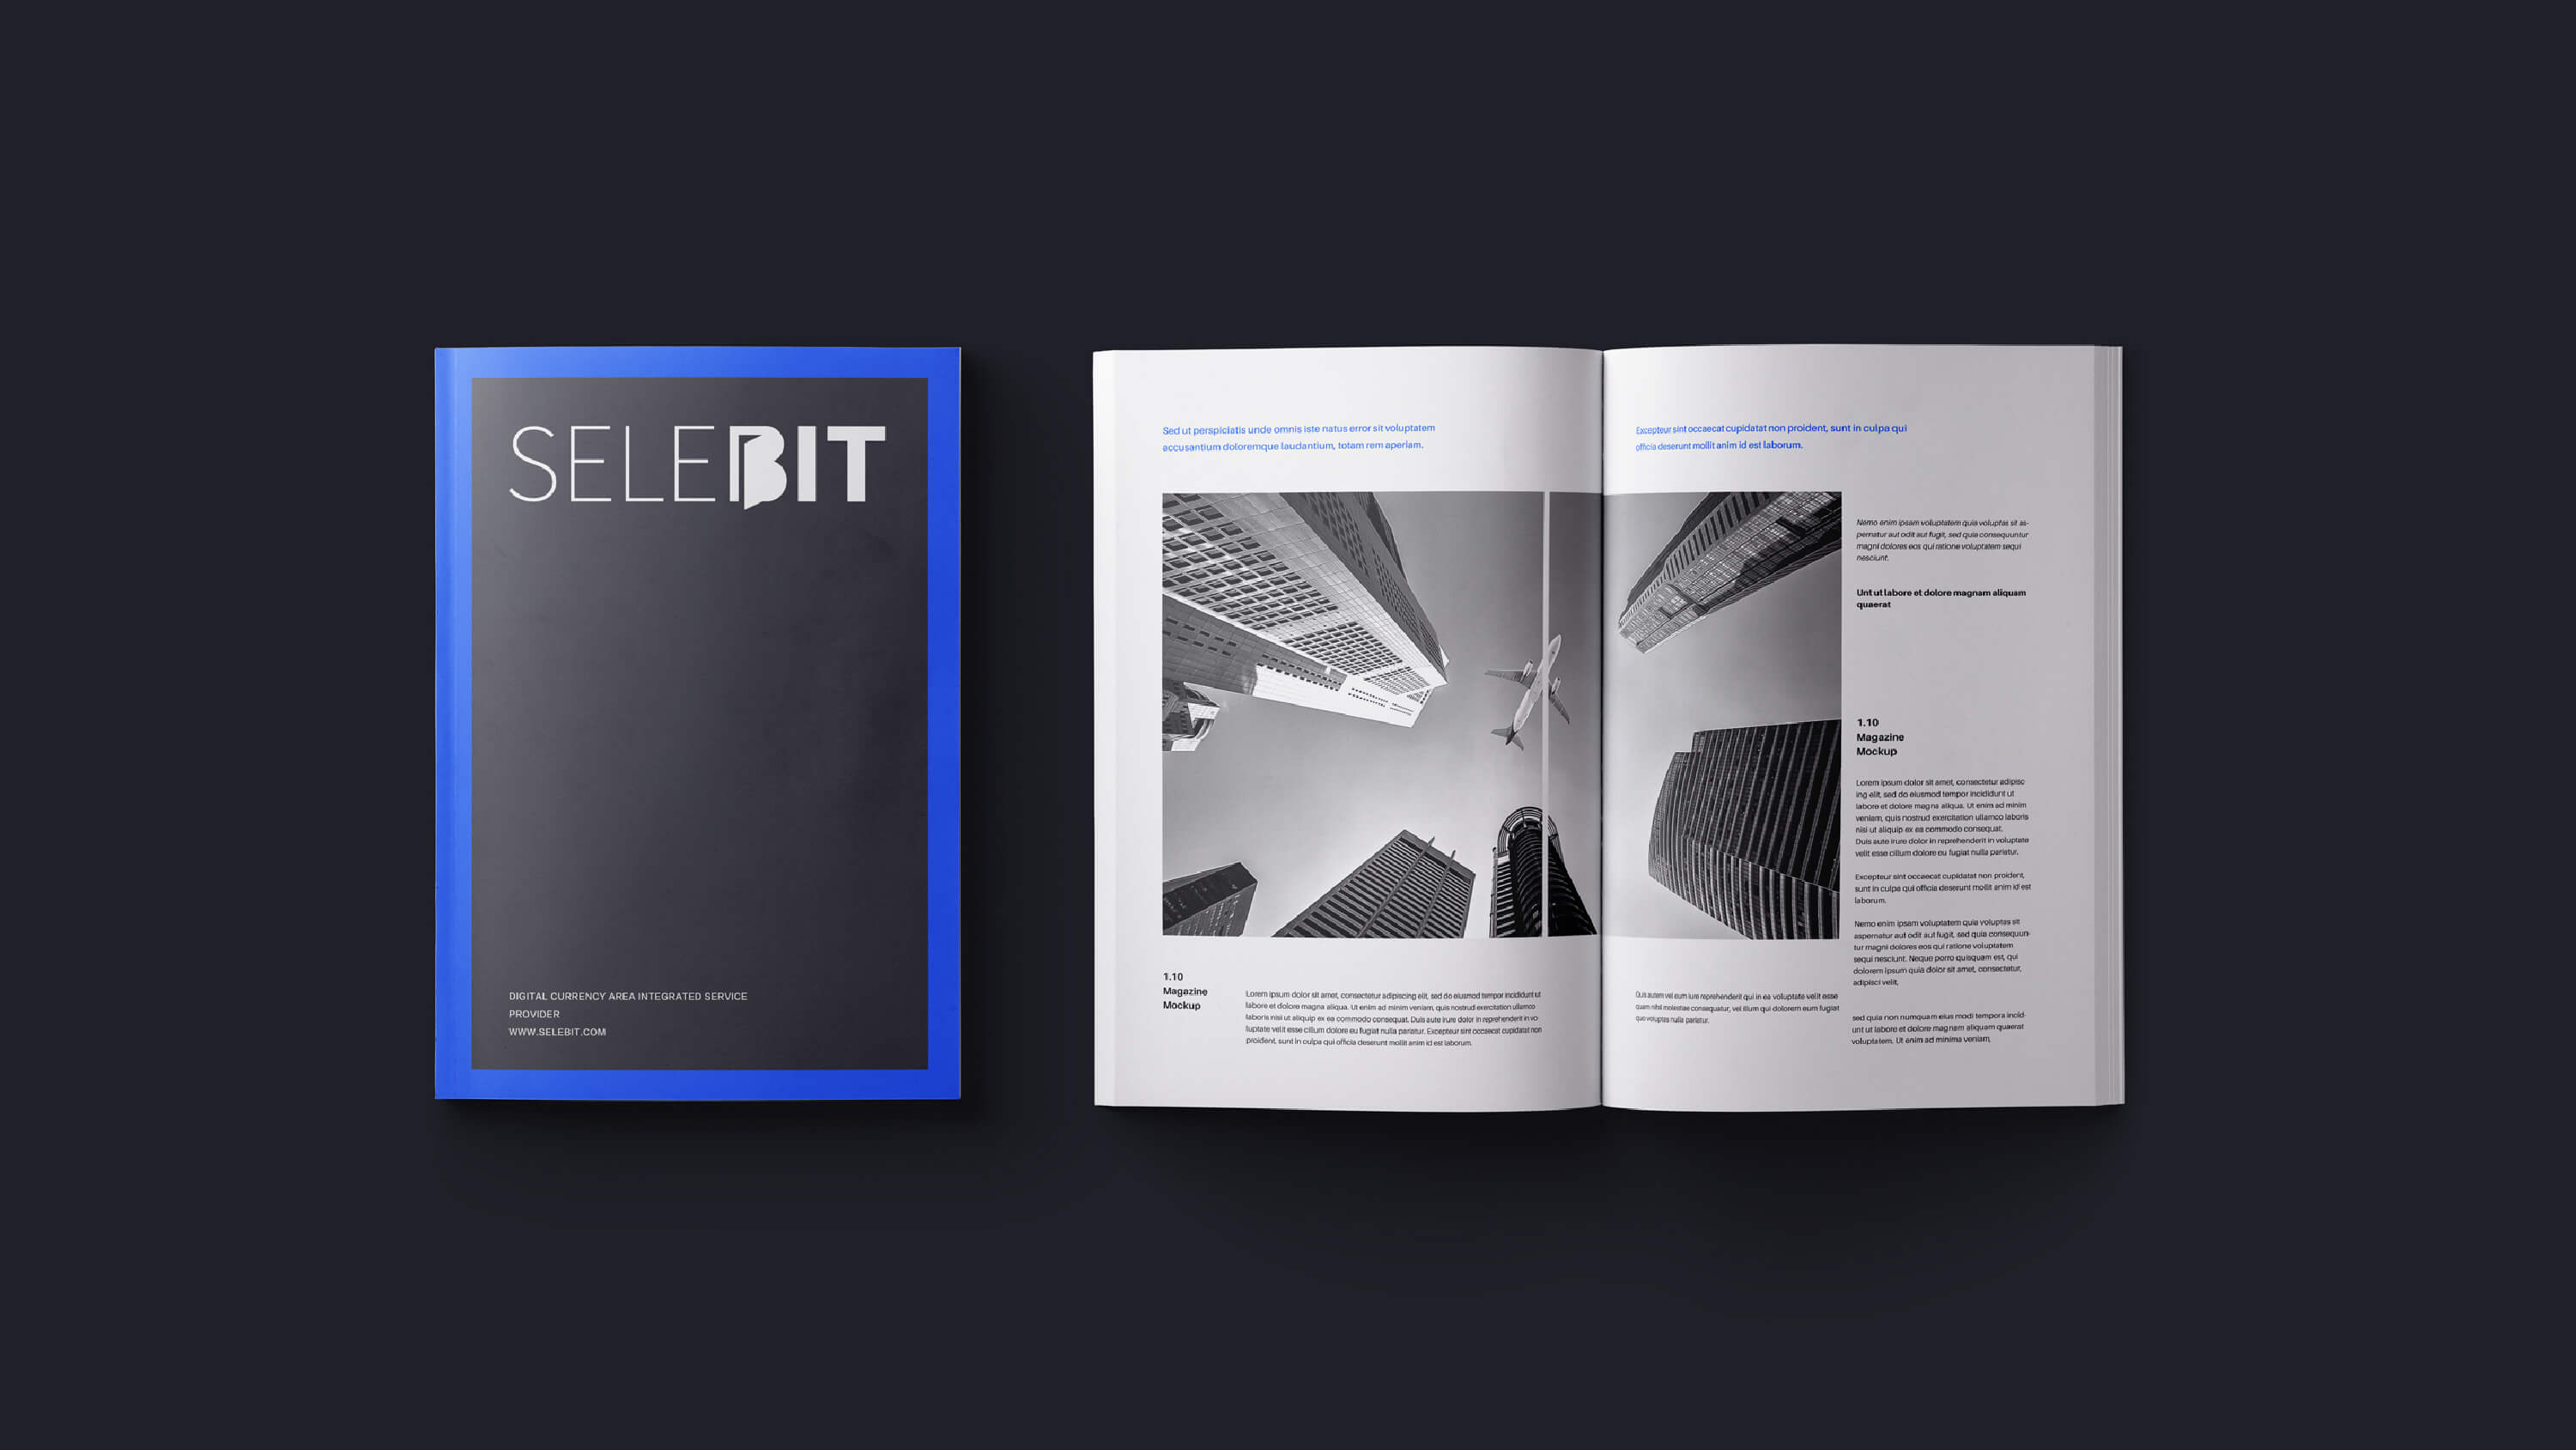 SELEBIT
DIGITAL CURRENCY AREA INTEGRATED SERVICE
PROVIDER
WWW.SELEBIT.COM
Sed ut perspiciatis unde omnis iste natus error sit voluptatem
accusantium doloremque laudantium, totam rem aperiam.
1.10
Magazine
Mockup
Lorem ipsum dolor sit amet, consectetur adipiscing elit, sed do eiusmod tempor incididunt ut
labore et dolore magna aliqua. Ut enim ad minim veniam, quis nostrud exercitation ullamco
laboris nisi ut aliquip ex ea commodo consequat. Duis aute irure dolor in reprehenderit in vo-
luptate velit esse cillum dolore eu fugiat nulla pariatur. Excepteur sint occaecat cupidatat non
proident, sunt in culpa qui officia deserunt mollit anim id est laborum.
Excepteur sint occaecat cupidatat non proident, sunt in culpa qui
officia deserunt mollit anim id est laborum.
Nemo enim ipsam voluptatem quia voluptas sit as-
pernatur aut odit aut fugit, sed quia consequuntur
magni dolores eos qui ratione voluptatem sequi
nesciunt.
Unt ut labore et dolore magnam aliquam
quaerat
1.10
Magazine
Mockup
Lorem ipsum dolor sit amet, consectetur adipisc
ing elit, sed do eiusmod tempor incididunt ut
labore et dolore magna aliqua. Ut enim ad minim
veniam, quis nostrud exercitation ullamco laboris
nisi ut aliquip ex ea commodo consequat.
Duis aute irure dolor in reprehenderit in voluptate
velit esse cillum dolore eu fugiat nulla pariatur.
Excepteur sint occaecat cupidatat non proident,
sunt in culpa qui officia deserunt mollit anim id est
laborum.
Nemo enim ipsam voluptatem quia voluptas sit
aspernatur aut odit aut fugit, sed quia consequun-
tur magni dolores eos qui ratione voluptatem
sequi nesciunt. Neque porro quisquam est, qui
dolorem ipsum quia dolor sit amet, consectetur,
adipisci velit,
sed quia non numquam eius modi tempora incid-
unt ut labore et dolore magnam aliquam quaerat
voluptatem. Ut enim ad minima veniam,
Quis autem vel eum iure reprehenderit qui in ea voluptate velit esse
quam nihil molestiae consequatur, vel illum qui dolorem eum fugiat
quo voluptas nulla pariatur.